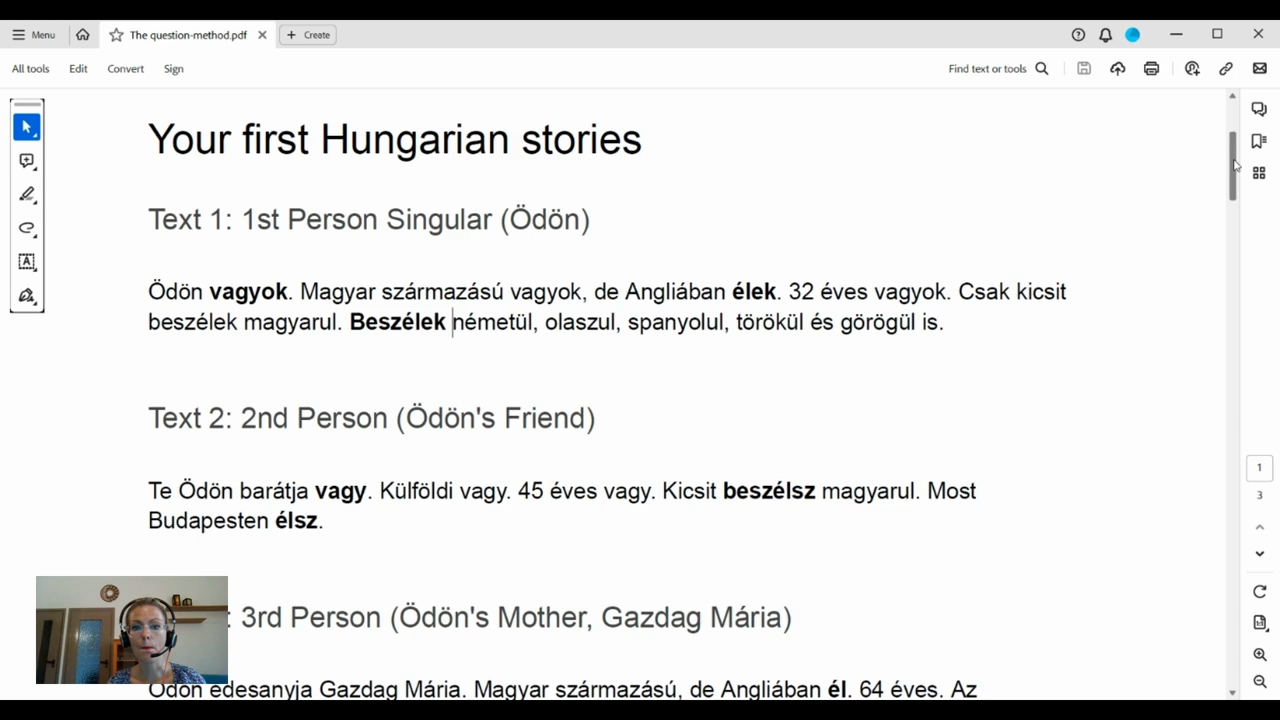 Menu
The question-method.pdf
Create
All tools Edit Convert Sign
Find text or tools
Your first Hungarian stories
Text 1: 1st Person Singular (Ödön)
Ödön vagyok. Magyar származású vagyok, de Angliában élek. 32 éves vagyok. Csak kicsit
beszélek magyarul. Beszélek németül, olaszul, spanyolul, törökül és görögül is.
Text 2: 2nd Person (Ödön's Friend)
Te Ödön barátja vagy. Külföldi vagy. 45 éves vagy. Kicsit beszélsz magyarul. Most
Budapesten élsz.
: 3rd Person (Ödön's Mother, Gazdag Mária)
Ödön édesanyja Gazdag Mária. Magyar származású, de Angliában él. 64 éves. Az
1
3